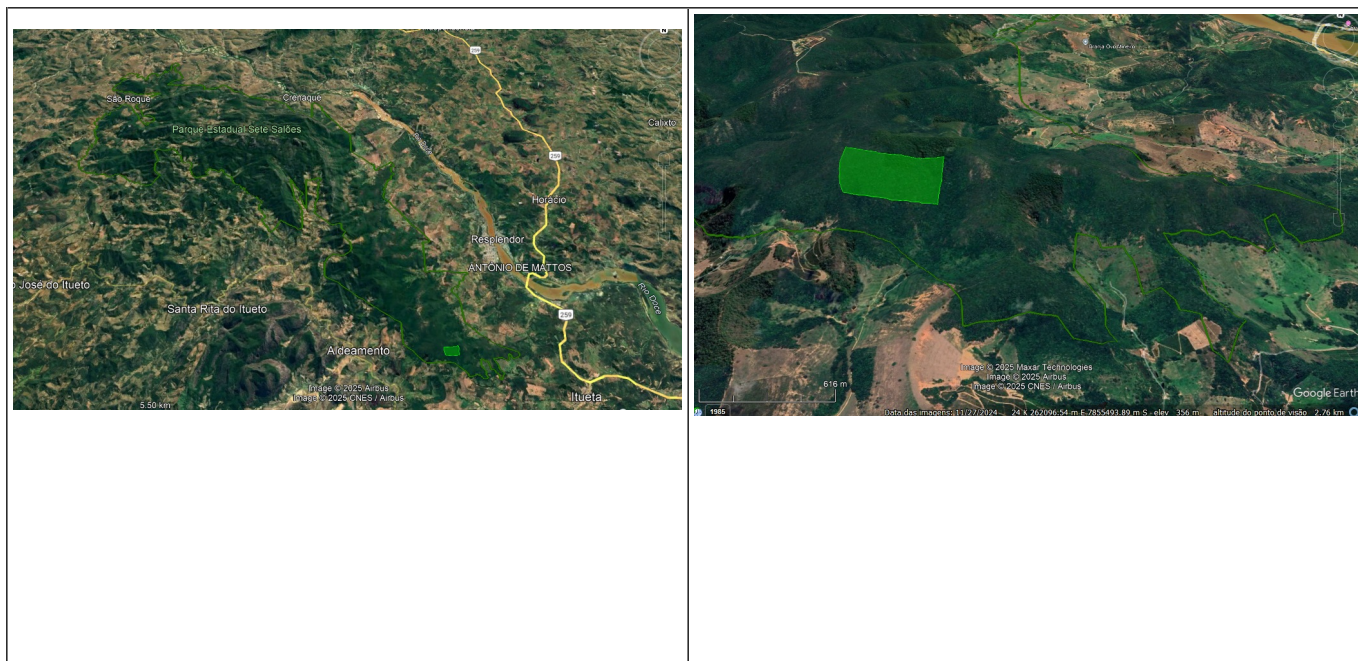 259
N
São Roque
Crenaque
Parque Estadual Sete Salões
Calixto
259
Horácio
Resplendor
ANTÔNIO DE MATTOS
o José do Itueto
Rio Doce
Santa Rita do Itueto
259
Aldeamento
Image © 2025 Airbus
Image © 2025 CNES / Airbus
Itueta
5.50 km
N
Image © 2025 Maxar Technologies
Image © 2025 Airbus
Image © 2025 CNES / Airbus
616 m
Google Earth
1985
Data das imagens: 11/27/2024 24 K 262096.54 m E 7855493.89 m S elev 356 m altitude do ponto de visão 2.76 km